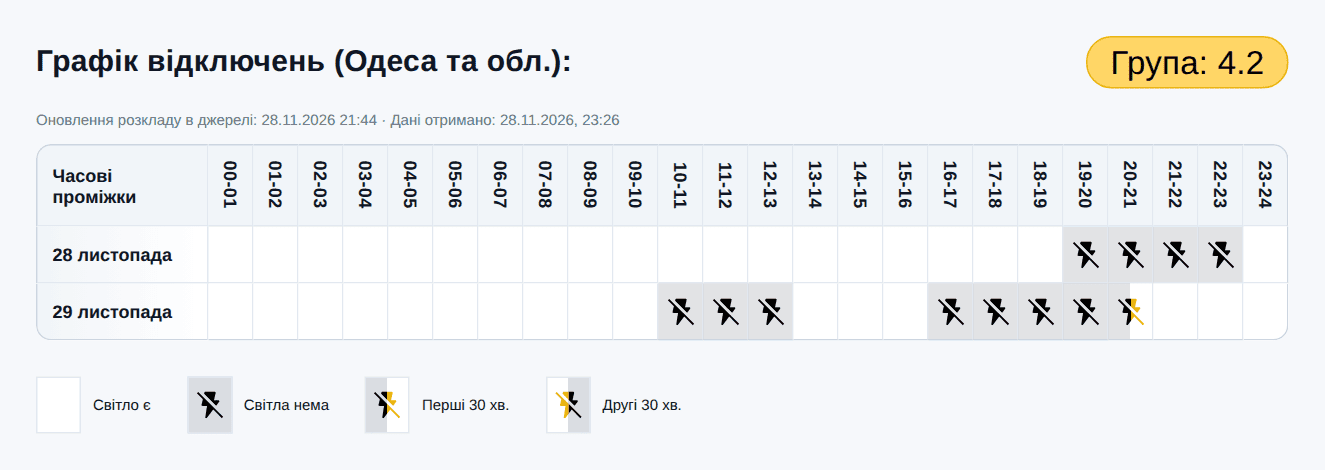 Графік відключень (Одеса та обл.):
Група: 4.2
Оновлення розкладу в джерелі: 28.11.2026 21:44 · Дані отримано: 28.11.2026, 23:26
Часові
проміжки
00-01
01-02
02-03
03-04
04-05
05-06
06-07
07-08
08-09
09-10
10-11
11-12
12-13
13-14
14-15
15-16
16-17
17-18
18-19
19-20
20-21
21-22
22-23
23-24
28 листопада
29 листопада
Світло є
Світла нема
Перші 30 хв.
Другі 30 хв.